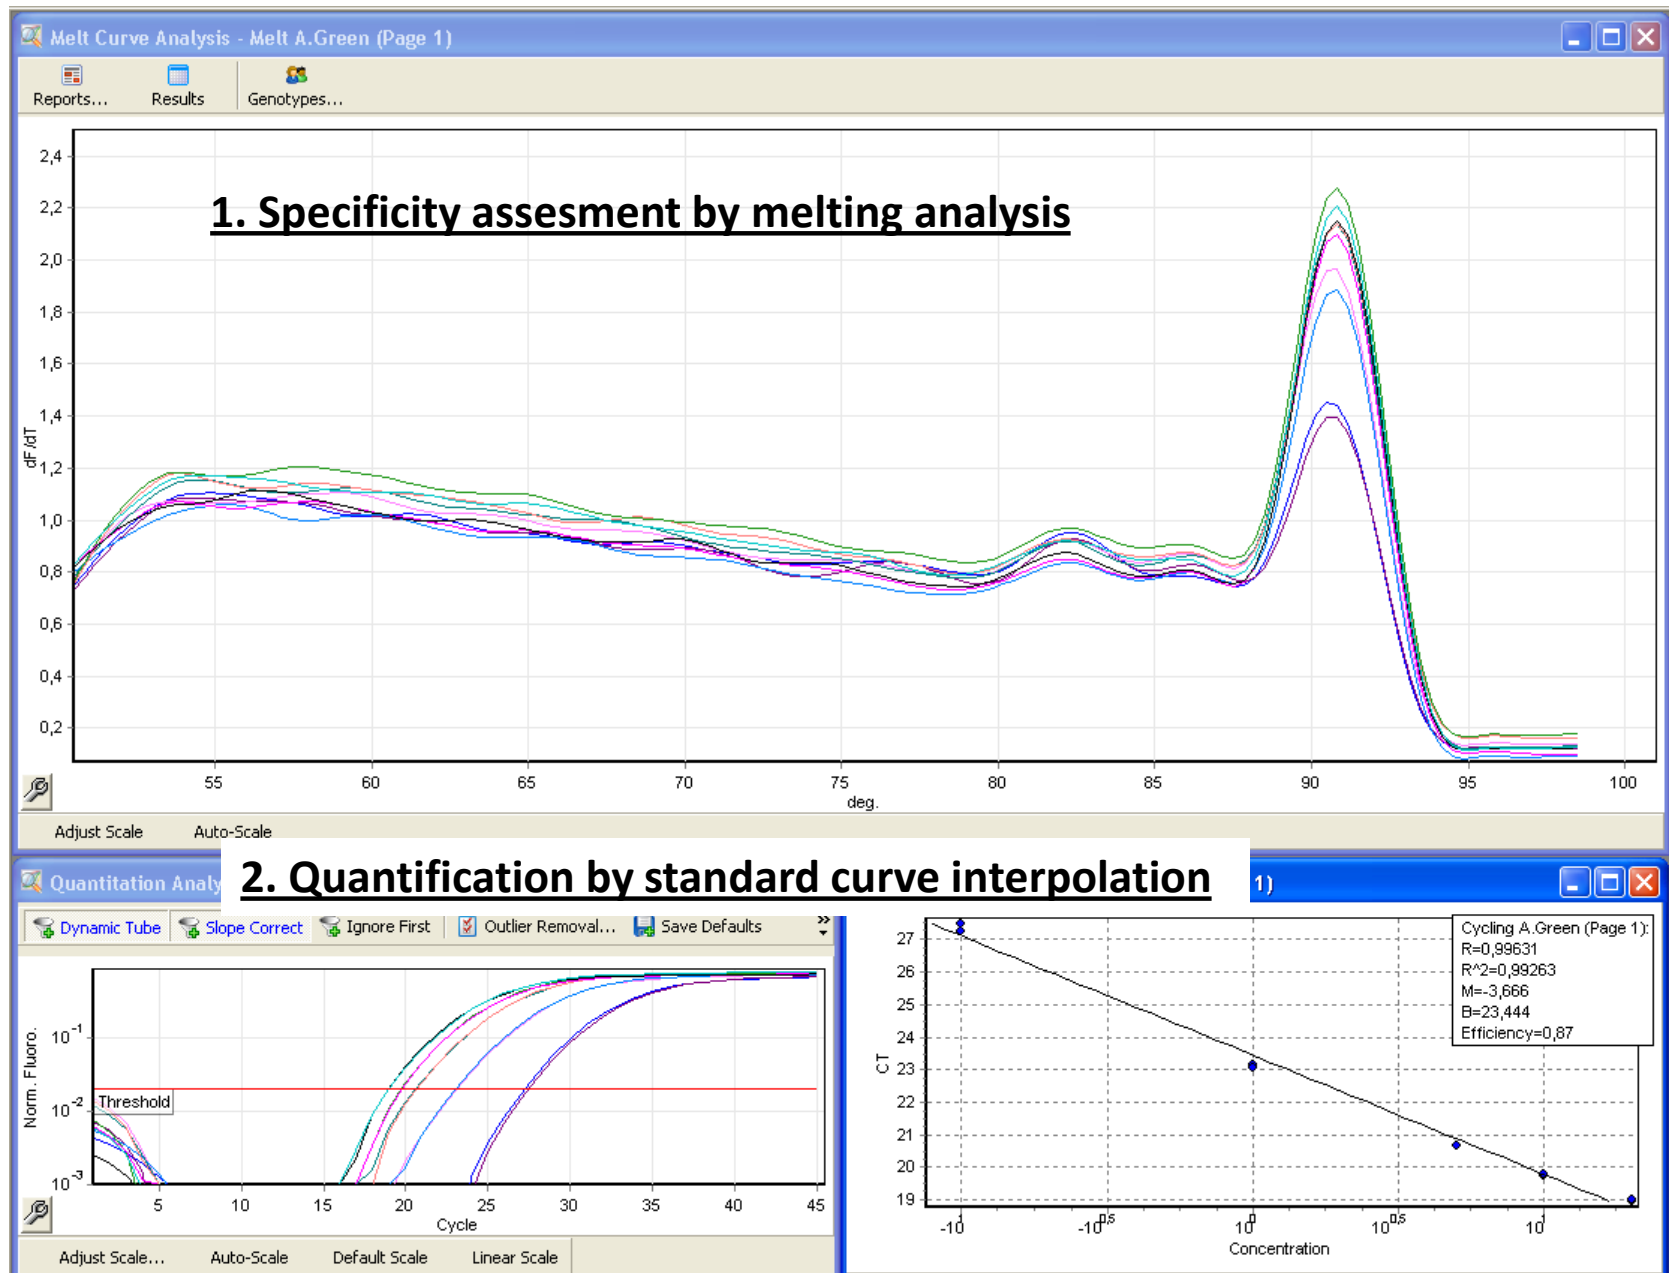 Melt Curve Analysis - Melt A.Green (Page 1)
Reports...
Results
Genotypes...
1. Specificity assesment by melting analysis
2,4
2,2
2,0
1,8
1,6
1,4
1,2
1,0
0,8
0,6
0,4
0,2
dF/dT
55 60 65 70 75 80 85 90 95 100
deg.
Adjust Scale Auto-Scale
2. Quantification by standard curve interpolation
Quantitation Analy
1)
Dynamic Tube Slope Correct Ignore First Outlier Removal... Save Defaults
Norm. Fluoro.
10^-1
10^-2
10^-3
Threshold
5 10 15 20 25 30 35 40 45
Cycle
Adjust Scale... Auto-Scale Default Scale Linear Scale
Cycling A.Green (Page 1):
R=0,99631
R^2=0,99263
M=-3,666
B=23,444
Efficiency=0,87
27
26
25
24
23
22
21
20
19
CT
-10^1 -10^0,5 10^0 10^0,5 10^1
Concentration